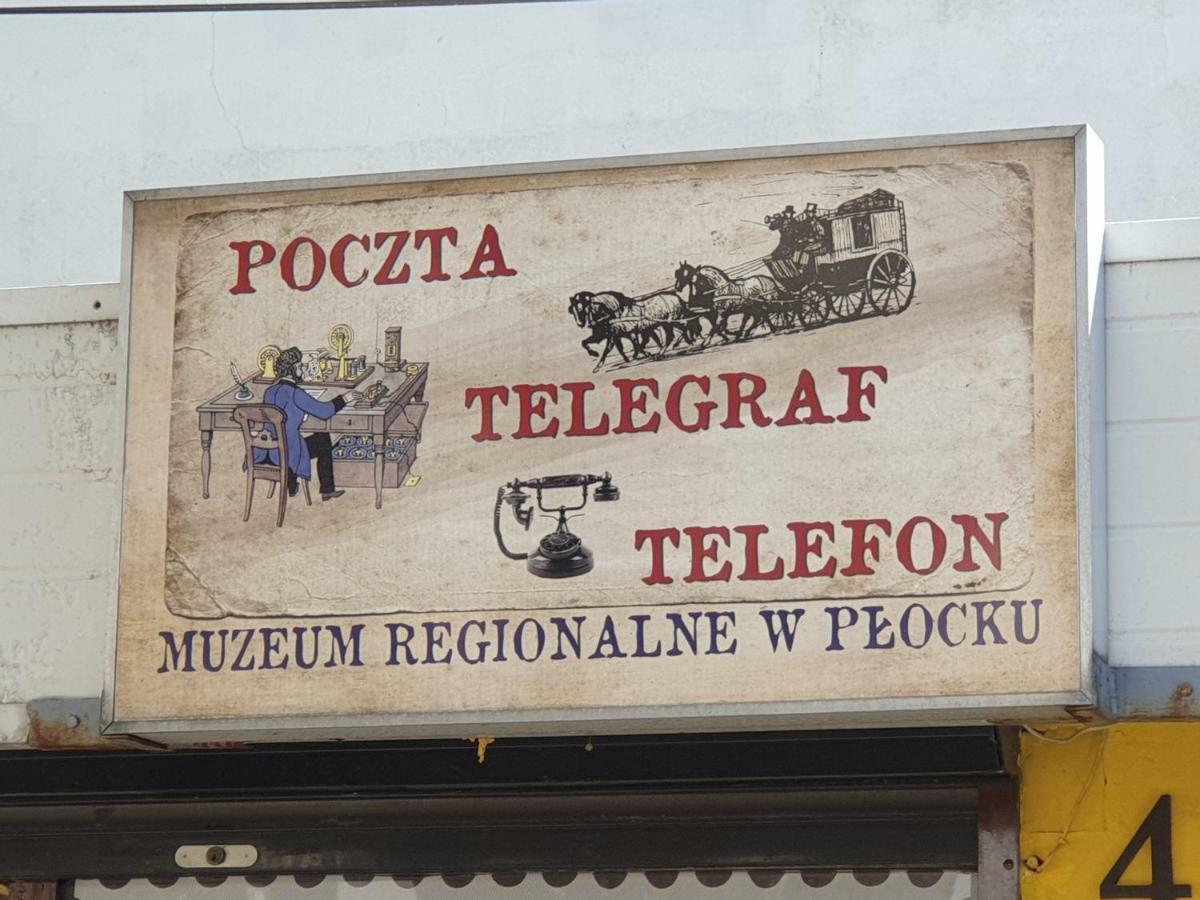 POCZTA
TELEGRAF
TELEFON
MUZEUM REGIONALNE W PŁOCKU
4